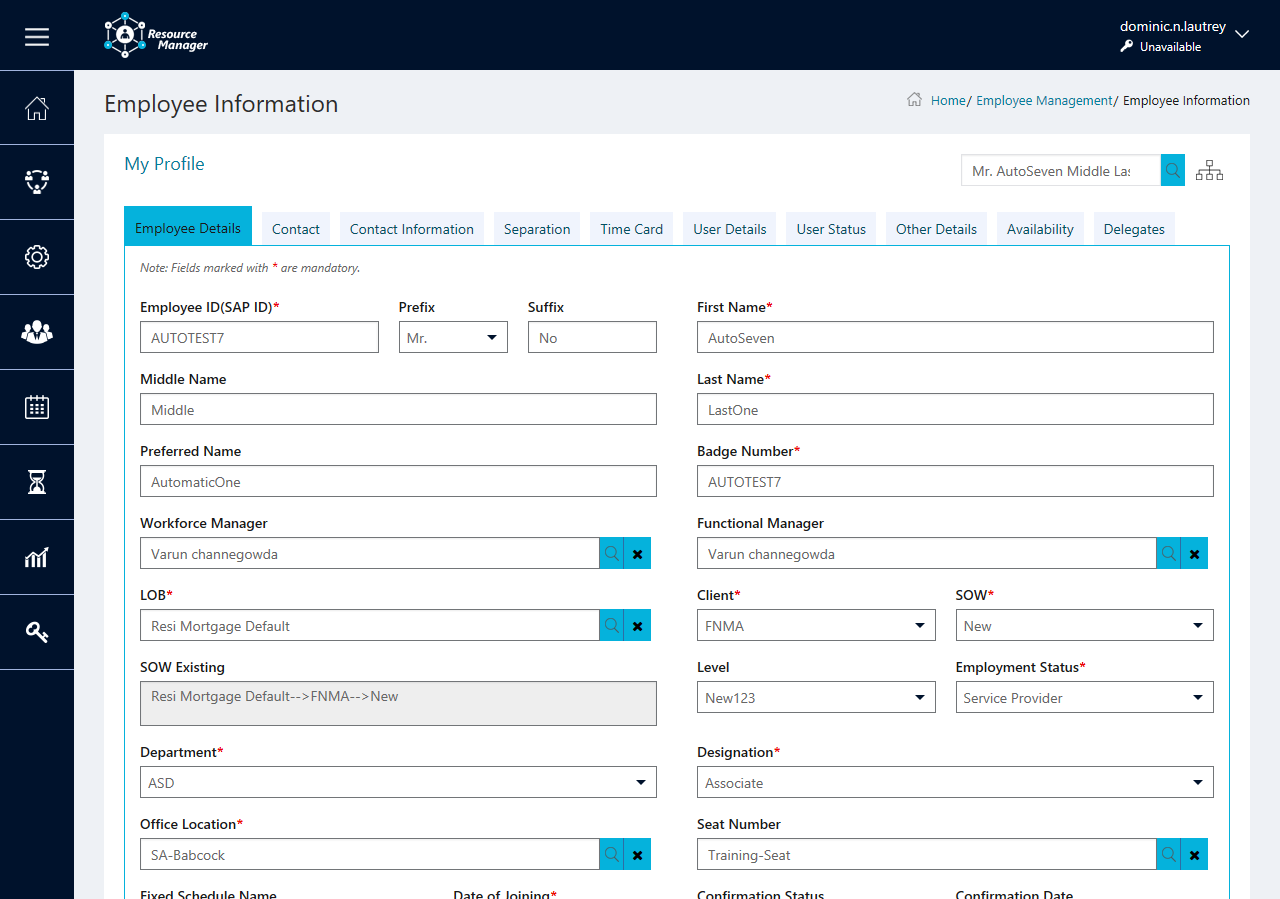 Resource
Manager
dominic.n.lautrey
Unavailable
Employee Information
Home/ Employee Management/ Employee Information
My Profile
Mr. AutoSeven Middle Las
Employee Details
Contact
Contact Information
Separation
Time Card
User Details
User Status
Other Details
Availability
Delegates
Note: Fields marked with * are mandatory.
Employee ID(SAP ID)* Prefix Suffix First Name*
AUTOTEST7 Mr. No AutoSeven
Middle Name Last Name*
Middle LastOne
Preferred Name Badge Number*
AutomaticOne AUTOTEST7
Workforce Manager Functional Manager
Varun channegowda Varun channegowda
LOB* Client* SOW*
Resi Mortgage Default FNMA New
SOW Existing Level Employment Status*
Resi Mortgage Default-->FNMA-->New New123 Service Provider
Department* Designation*
ASD Associate
Office Location* Seat Number
SA-Babcock Training-Seat
Fixed Schedule Name Date of Joining* Confirmation Status Confirmation Date